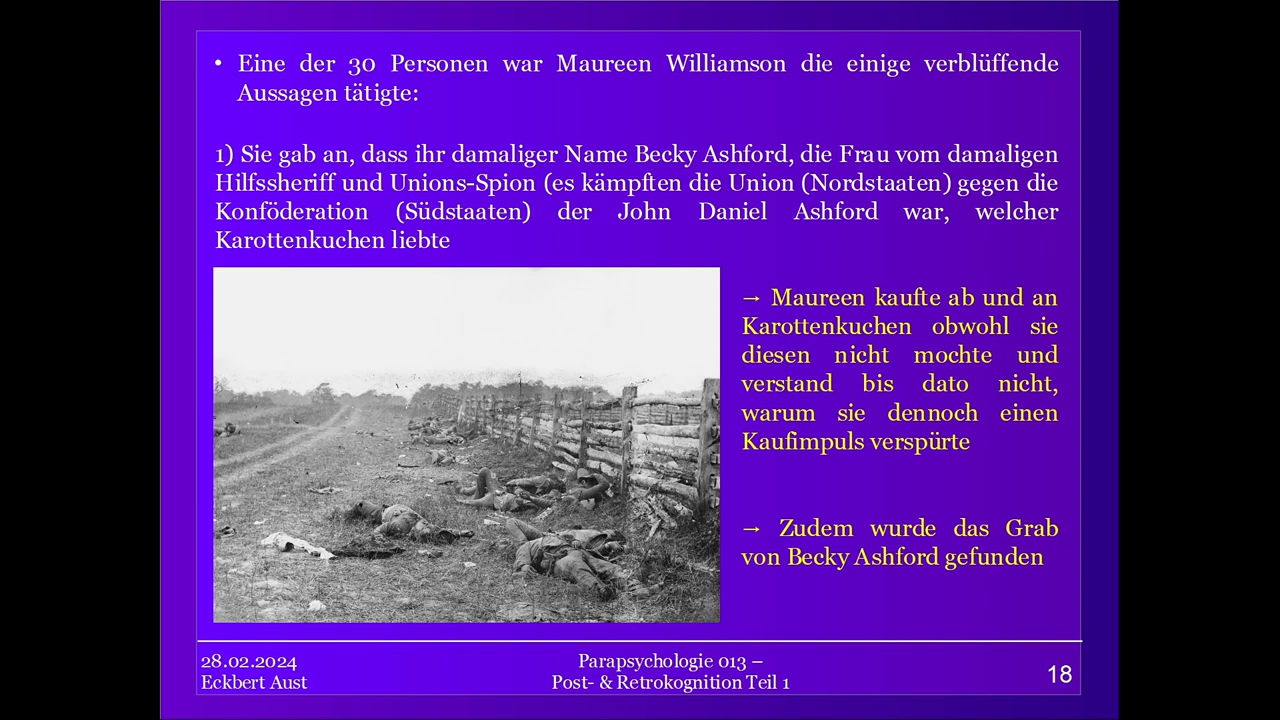 • Eine der 30 Personen war Maureen Williamson die einige verblüffende
Aussagen tätigte:
1) Sie gab an, dass ihr damaliger Name Becky Ashford, die Frau vom damaligen
Hilfssheriff und Unions-Spion (es kämpften die Union (Nordstaaten) gegen die
Konföderation (Südstaaten) der John Daniel Ashford war, welcher
Karottenkuchen liebte
→ Maureen kaufte ab und an
Karottenkuchen obwohl sie
diesen nicht mochte und
verstand bis dato nicht,
warum sie dennoch einen
Kaufimpuls verspürte
→ Zudem wurde das Grab
von Becky Ashford gefunden
28.02.2024
Eckbert Aust
Parapsychologie 013 –
Post- & Retrokognition Teil 1
18